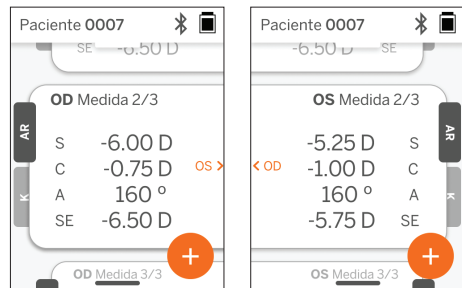 Paciente 0007
SE -6.50 D
OD Medida 2/3
AR
K
S -6.00 D
C -0.75 D
A 160 º
SE -6.50 D
OS >
+
OD Medida 3/3
Paciente 0007
-6.50 D SE
OS Medida 2/3
AR
K
-5.25 D S
< OD
-1.00 D C
160 º A
-5.75 D SE
+
OS Medida 3/3